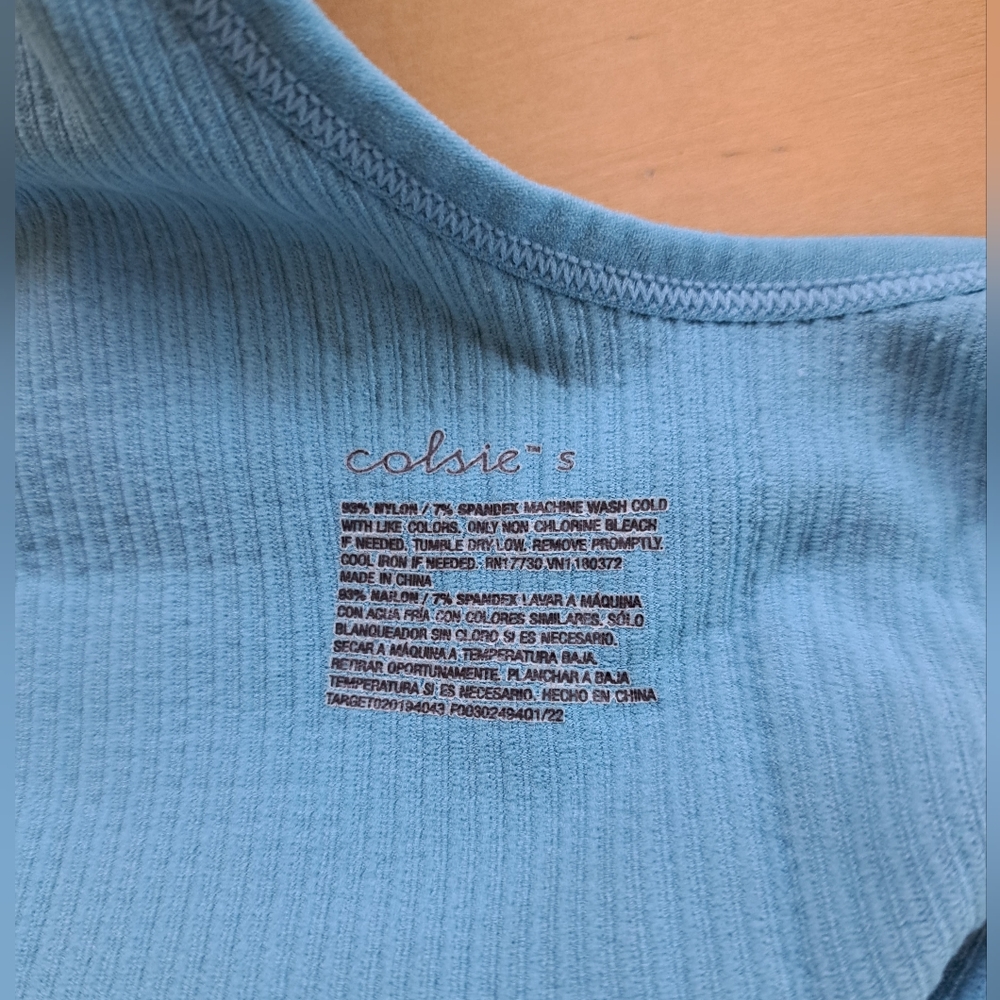 colsie™ S
93% NYLON / 7% SPANDEX MACHINE WASH COLD
WITH LIKE COLORS. ONLY NON CHLORINE BLEACH
IF NEEDED. TUMBLE DRY LOW. REMOVE PROMPTLY.
COOL IRON IF NEEDED. RN17730 VN1180372
MADE IN CHINA
93% NAILON / 7% SPANDEX LAVAR A MÁQUINA
CON AGUA FRÍA CON COLORES SIMILARES. SÓLO
BLANQUEADOR SIN CLORO SI ES NECESARIO.
SECAR A MÁQUINA A TEMPERATURA BAJA.
RETIRAR OPORTUNAMENTE. PLANCHAR A BAJA
TEMPERATURA SI ES NECESARIO. HECHO EN CHINA
TARGET020194043 F0030249401/22